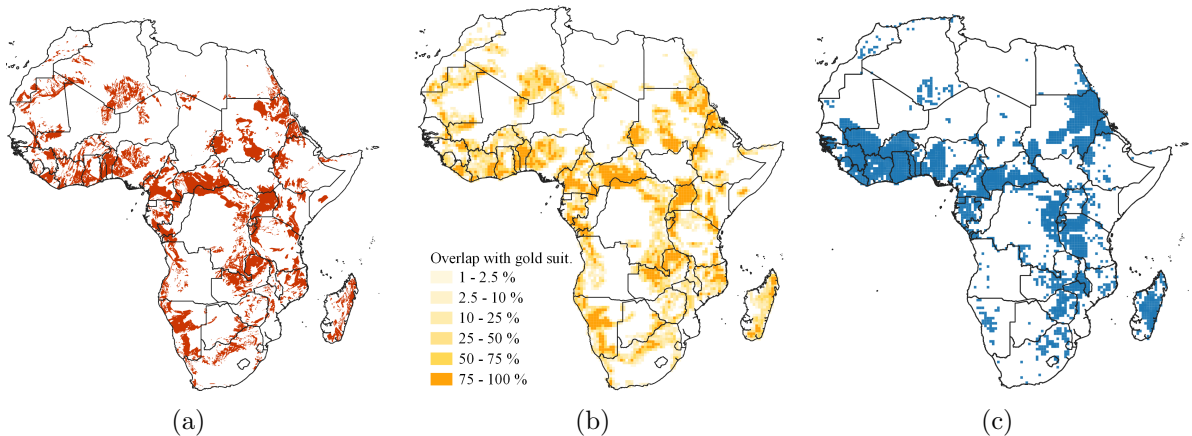 Overlap with gold suit.
1 - 2.5 %
2.5 - 10 %
10 - 25 %
25 - 50 %
50 - 75 %
75 - 100 %
(a)
(b)
(c)